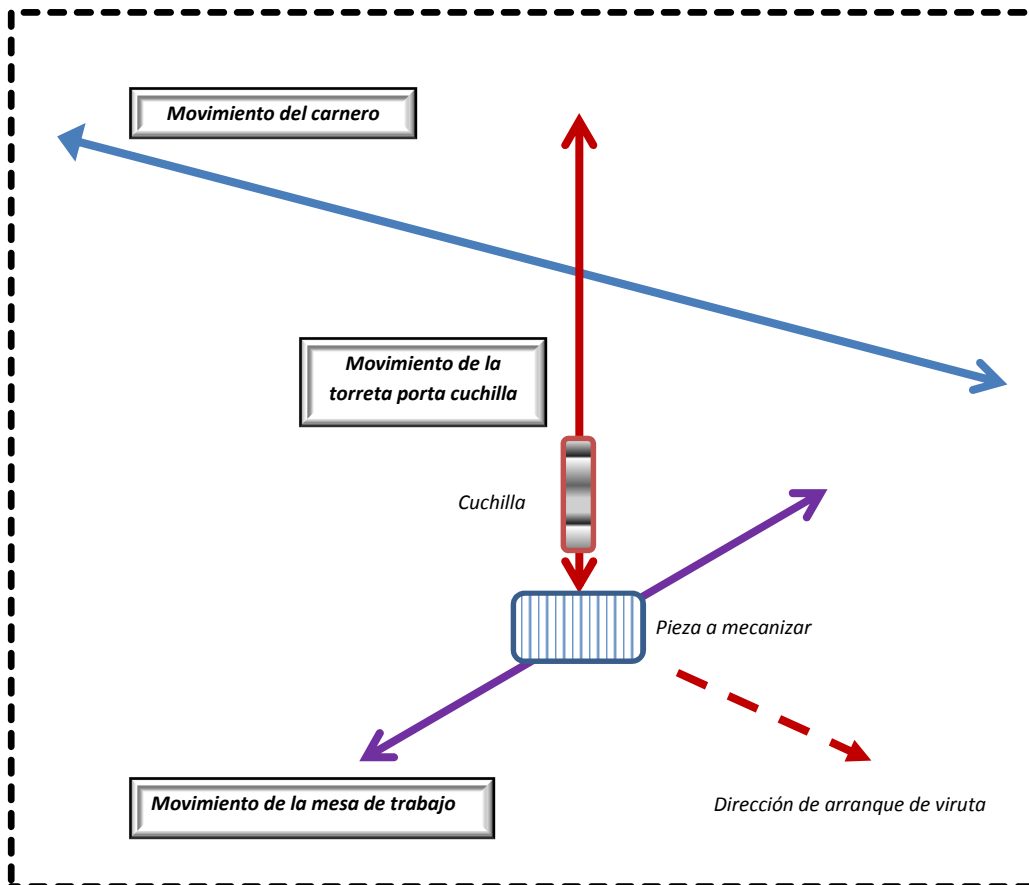 Movimiento del carnero
Movimiento de la
torreta porta cuchilla
Cuchilla
Pieza a mecanizar
Movimiento de la mesa de trabajo
Dirección de arranque de viruta